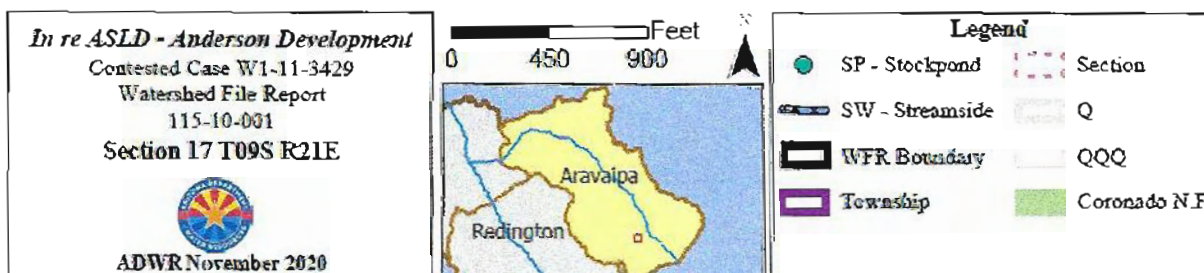 In re ASLD - Anderson Development
Contested Case W1-11-3429
Watershed File Report
115-10-001
Section 17 T09S R21E
ADWR November 2020
Feet
0 450 900
N
Aravaipa
Redington
Legend
SP - Stockpond
SW - Streamside
WFR Boundary
Township
Section
Q
QQQ
Coronado N.F